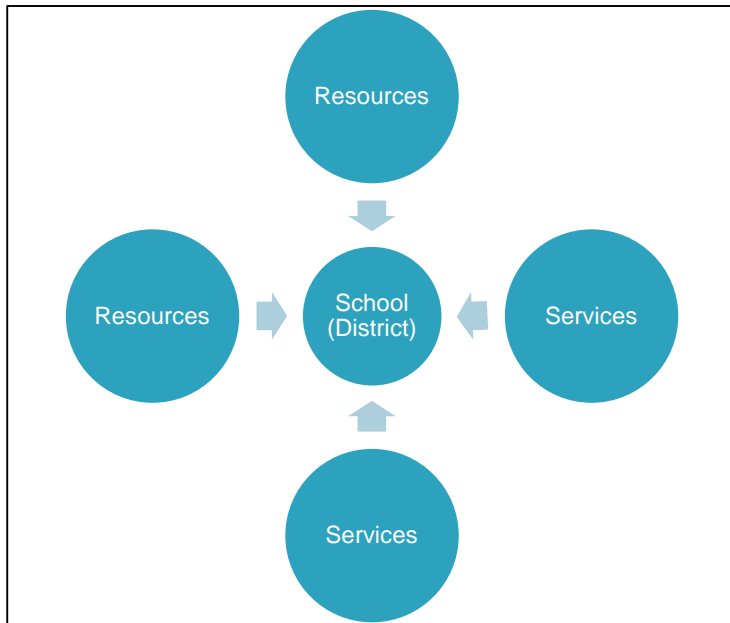 Resources
Resources
School
(District)
Services
Services